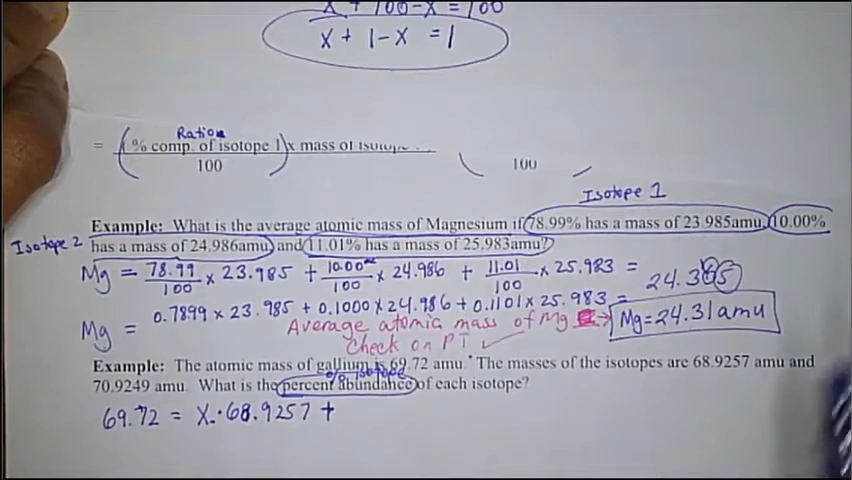 x + 100 - x = 100
x + 1 - x = 1
Ration
= ( % comp. of isotope 1 ) x mass of isotope
100 100
Isotope 1
Example: What is the average atomic mass of Magnesium if 78.99% has a mass of 23.985amu, 10.00%
Isotope 2 has a mass of 24.986amu and 11.01% has a mass of 25.983amu?
Mg = 78.99/100 x 23.985 + 10.00/100 x 24.986 + 11.01/100 x 25.983 = 24.305
Mg = 0.7899 x 23.985 + 0.1000 x 24.986 + 0.1101 x 25.983 =
Average atomic mass of Mg → Mg = 24.31 amu
Check on PT ✓
Example: The atomic mass of gallium is 69.72 amu. The masses of the isotopes are 68.9257 amu and
% isotope
70.9249 amu. What is the percent abundance of each isotope?
69.72 = X · 68.9257 +